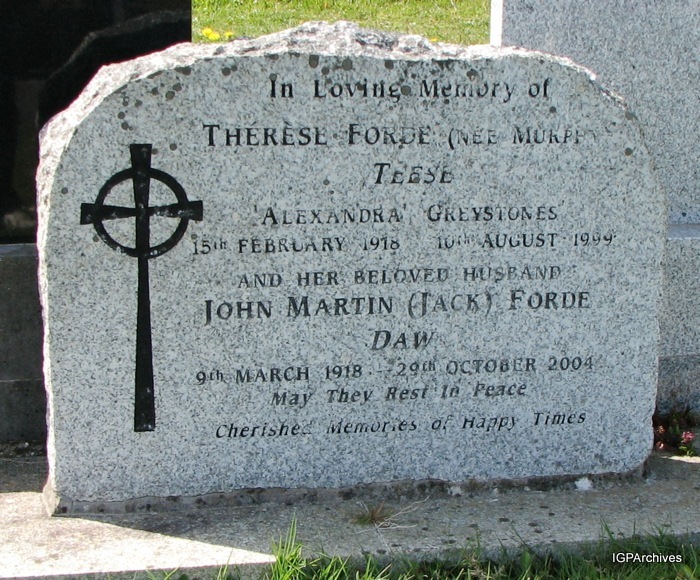 In Loving Memory of
THÉRÈSE FORDE (NÉE MURPHY
TEESE
'ALEXANDRA' GREYSTONES
15th FEBRUARY 1918 10th AUGUST 1999
AND HER BELOVED HUSBAND
JOHN MARTIN (JACK) FORDE
DAW
9th MARCH 1918 - 29th OCTOBER 2004
May They Rest In Peace
Cherished Memories of Happy Times
IGPArchives